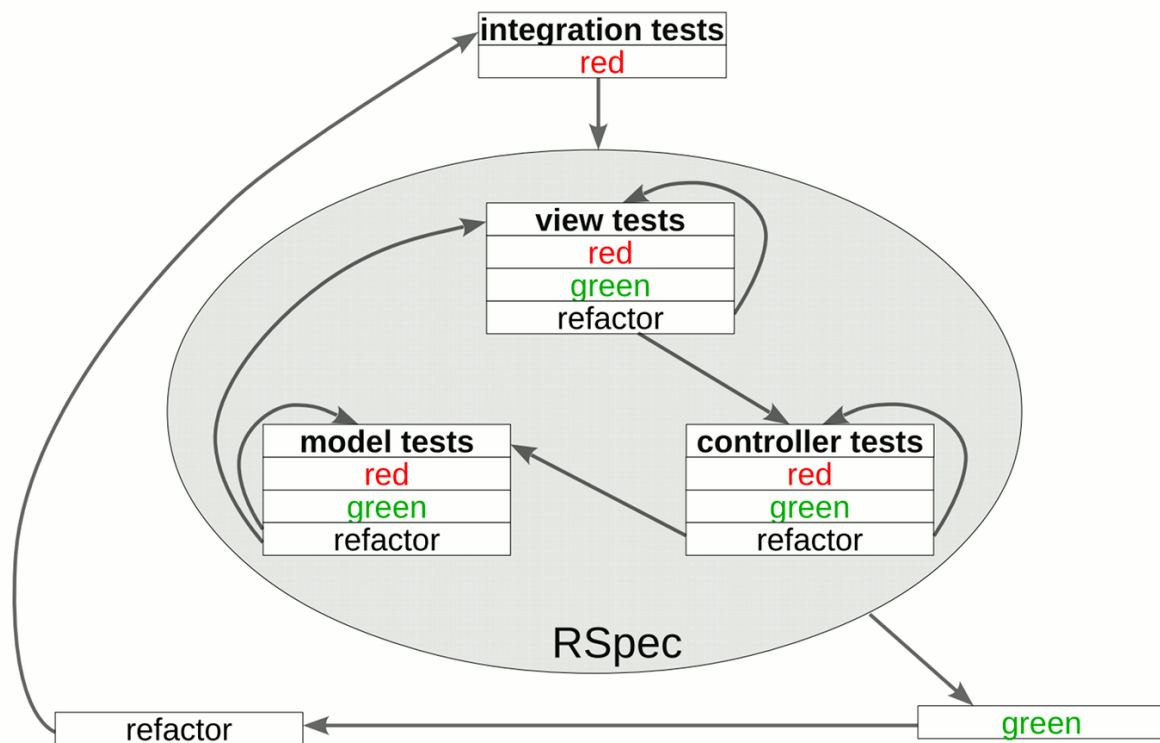 integration tests
red
view tests
red
green
refactor
model tests
red
green
refactor
controller tests
red
green
refactor
RSpec
refactor
green